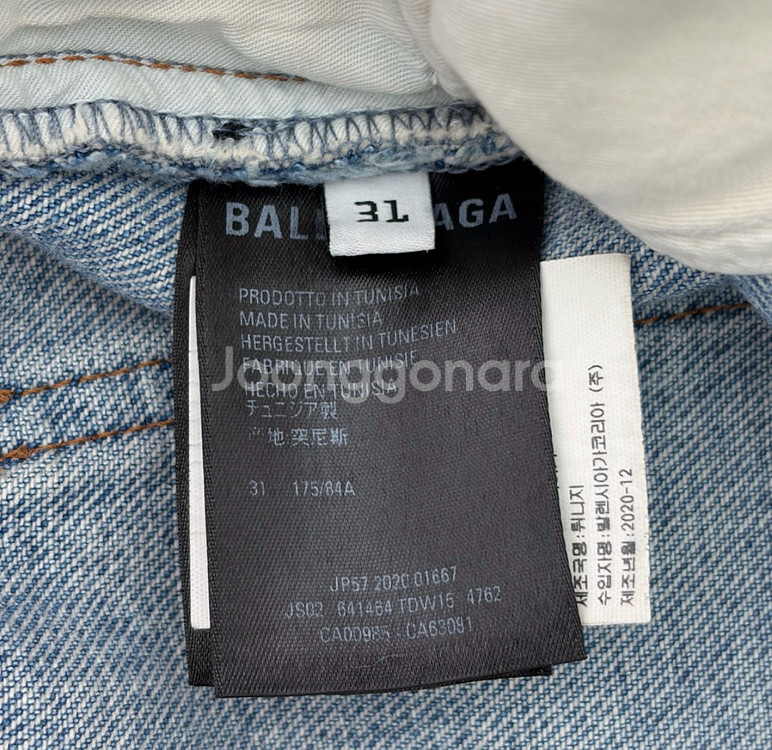 BAL AGA
31
PRODOTTO IN TUNISIA
MADE IN TUNISIA
HERGESTELLT IN TUNESIEN
FABRIQUE EN TUNISIE
HECHO EN TUNISIA
チュニジア製
产地:突尼斯
31 175/84A
JP57 2020 01667
JS02 641464 TDW15 4762
CA00985 - CA63081
제조국명:튀니지
수입자명:발렌시아가코리아 (주)
제조년월:2020-12
Joonggonara